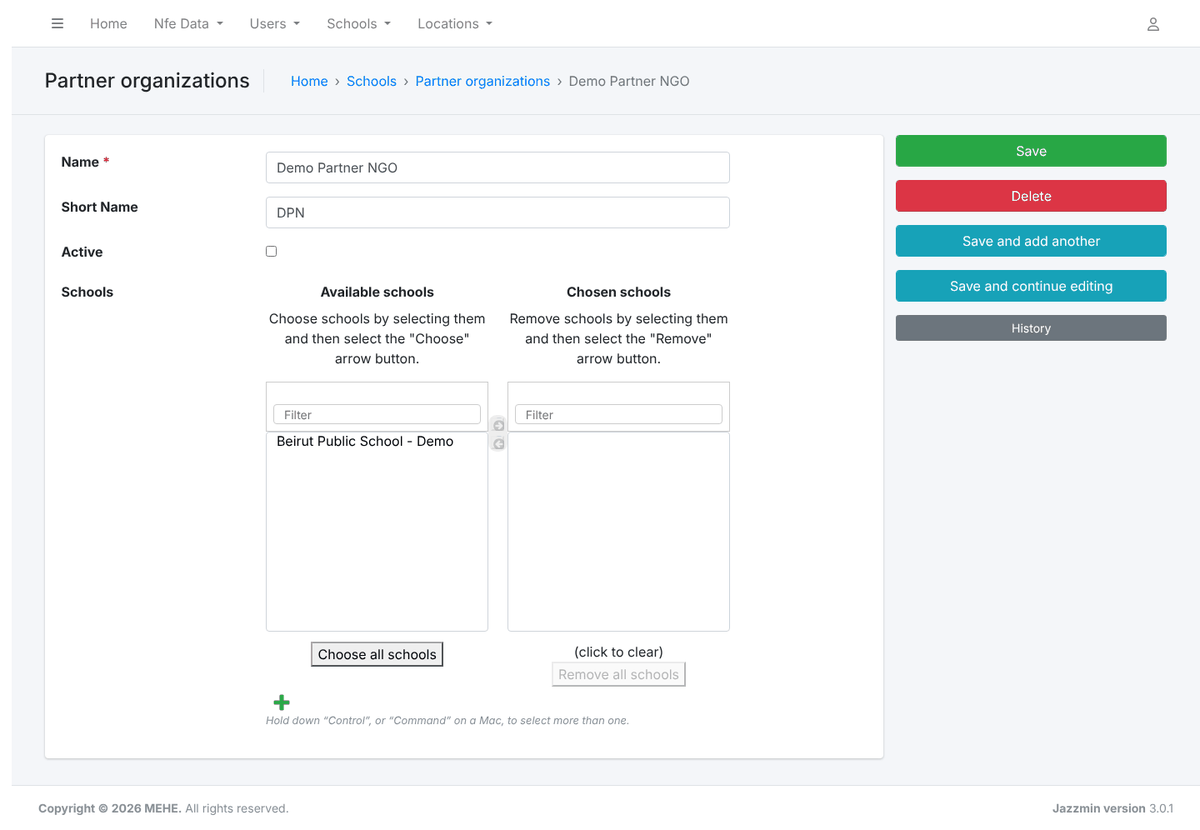 Home Nfe Data Users Schools Locations
Partner organizations Home › Schools › Partner organizations › Demo Partner NGO
Name * Demo Partner NGO
Short Name DPN
Active
Schools
Available schools
Choose schools by selecting them
and then select the "Choose"
arrow button.
Filter
Beirut Public School - Demo
Choose all schools
Chosen schools
Remove schools by selecting them
and then select the "Remove"
arrow button.
Filter
(click to clear)
Remove all schools
Hold down “Control”, or “Command” on a Mac, to select more than one.
Save
Delete
Save and add another
Save and continue editing
History
Copyright © 2026 MEHE. All rights reserved. Jazzmin version 3.0.1